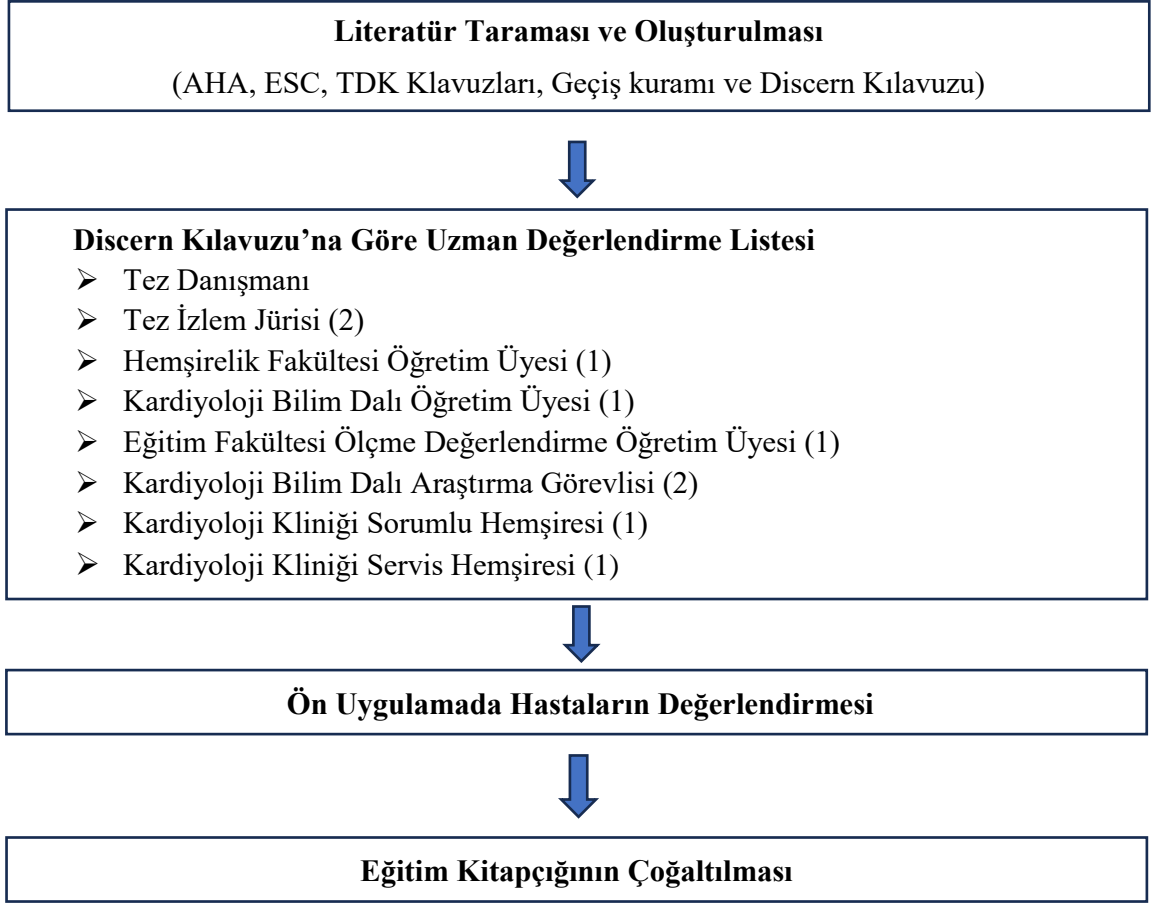 Literatür Taraması ve Oluşturulması
(AHA, ESC, TDK Klavuzları, Geçiş kuramı ve Discern Kılavuzu)
Discern Kılavuzu’na Göre Uzman Değerlendirme Listesi
➢ Tez Danışmanı
➢ Tez İzlem Jürisi (2)
➢ Hemşirelik Fakültesi Öğretim Üyesi (1)
➢ Kardiyoloji Bilim Dalı Öğretim Üyesi (1)
➢ Eğitim Fakültesi Ölçme Değerlendirme Öğretim Üyesi (1)
➢ Kardiyoloji Bilim Dalı Araştırma Görevlisi (2)
➢ Kardiyoloji Kliniği Sorumlu Hemşiresi (1)
➢ Kardiyoloji Kliniği Servis Hemşiresi (1)
Ön Uygulamada Hastaların Değerlendirmesi
Eğitim Kitapçığının Çoğaltılması